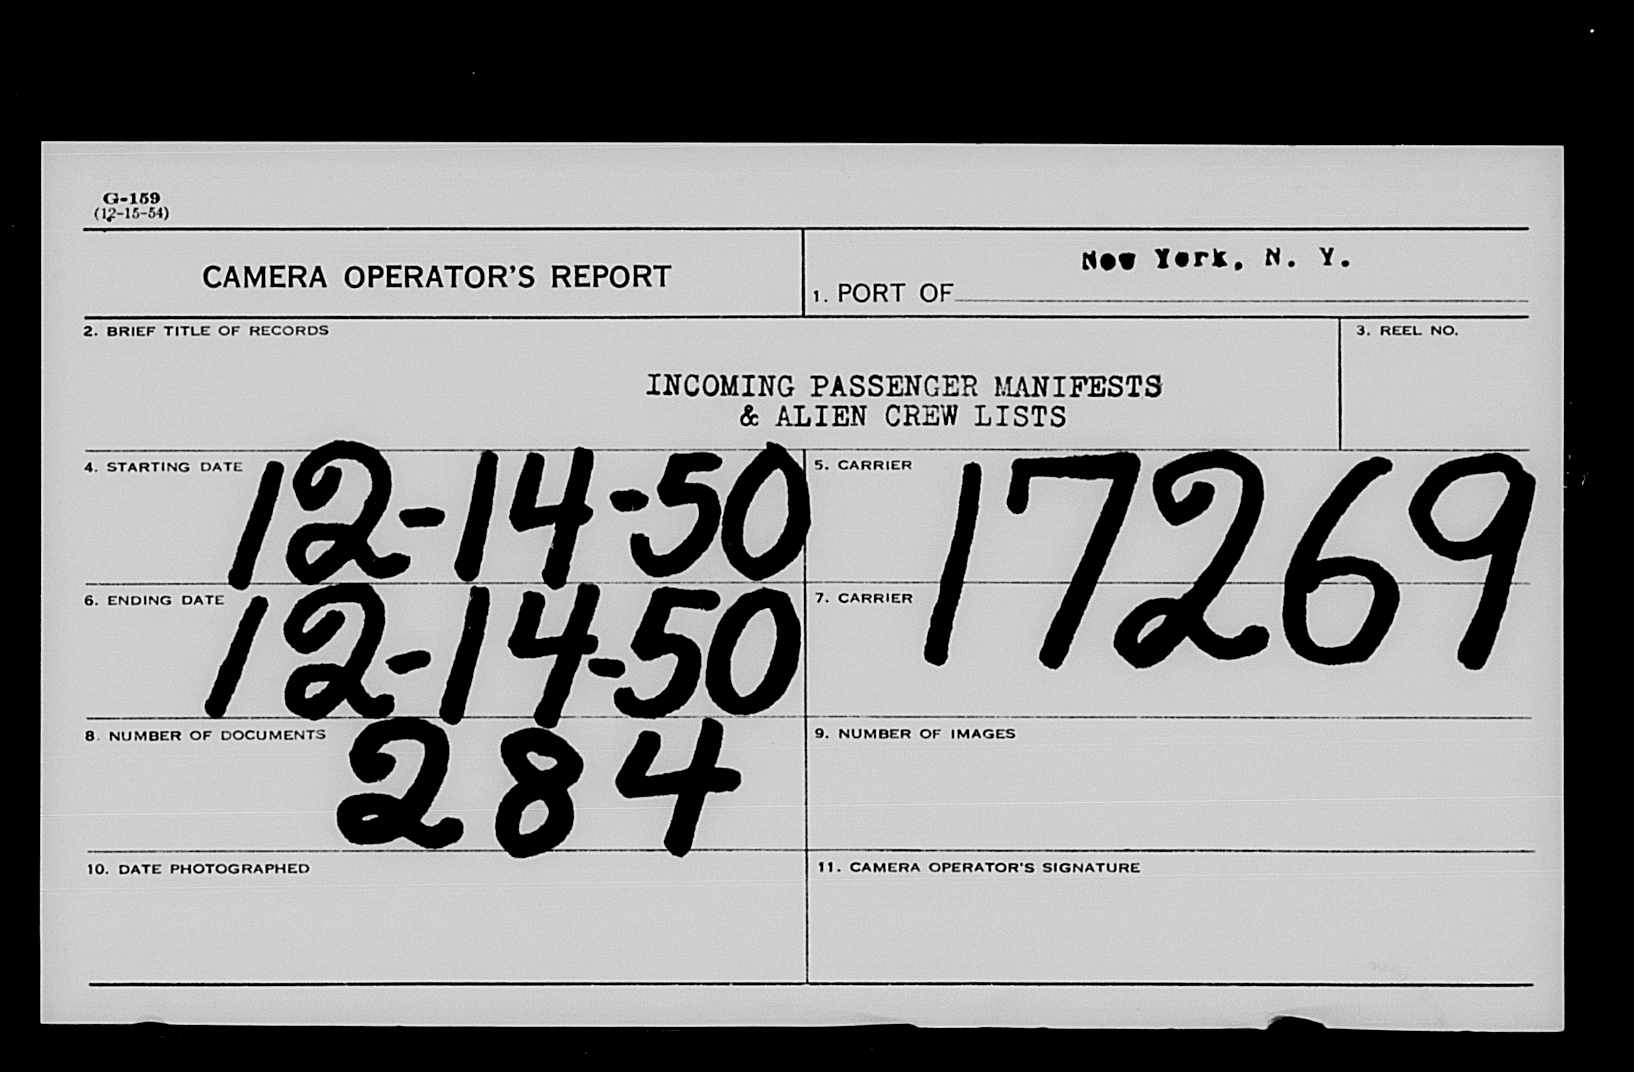 G-159
(12-15-54)
CAMERA OPERATOR'S REPORT
1. PORT OF New York, N. Y.
2. BRIEF TITLE OF RECORDS
INCOMING PASSENGER MANIFESTS
& ALIEN CREW LISTS
3. REEL NO.
4. STARTING DATE 12-14-50
5. CARRIER 17269
6. ENDING DATE 12-14-50
7. CARRIER
8. NUMBER OF DOCUMENTS 284
9. NUMBER OF IMAGES
10. DATE PHOTOGRAPHED
11. CAMERA OPERATOR'S SIGNATURE